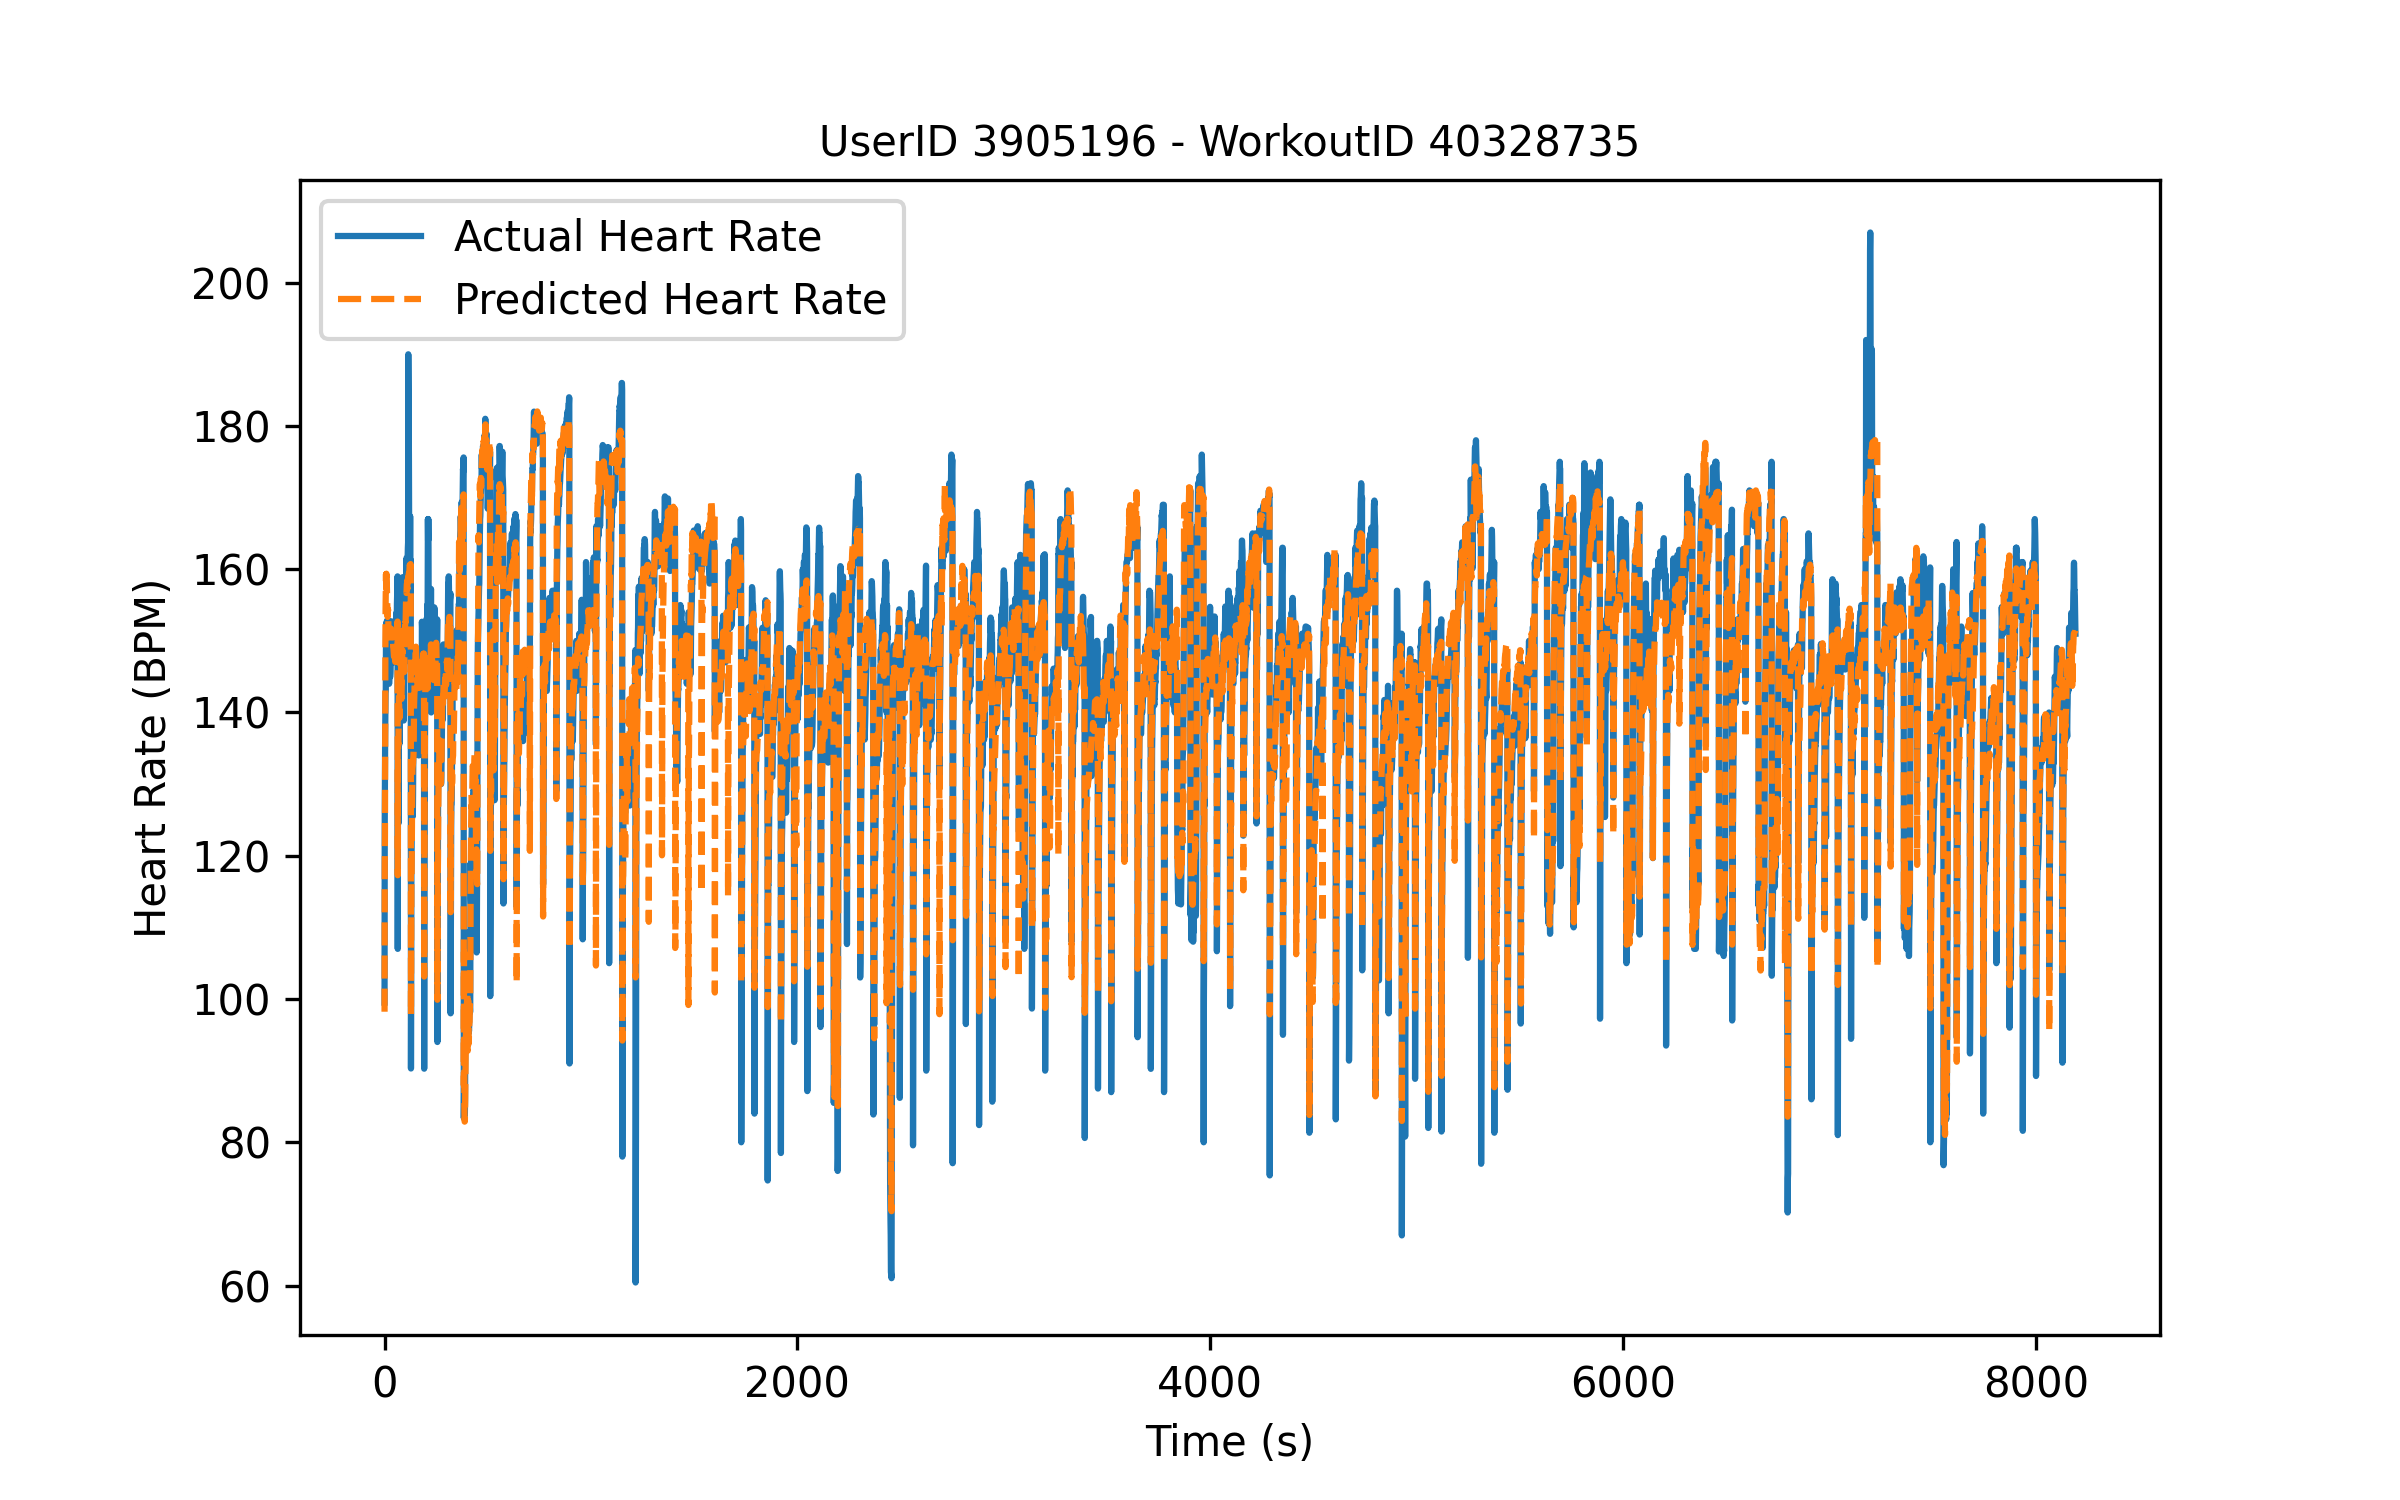 UserID 3905196 - WorkoutID 40328735
Actual Heart Rate
Predicted Heart Rate
Heart Rate (BPM)
200
180
160
140
120
100
80
60
0 2000 4000 6000 8000
Time (s)